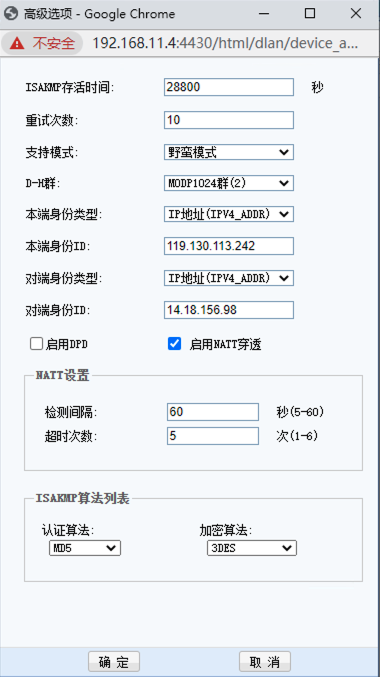 高级选项 - Google Chrome
不安全 192.168.11.4:4430/html/dlan/device_a...
ISAKMP存活时间: 28800 秒
重试次数: 10
支持模式: 野蛮模式
D-H群: MODP1024群(2)
本端身份类型: IP地址(IPV4_ADDR)
本端身份ID: 119.130.113.242
对端身份类型: IP地址(IPV4_ADDR)
对端身份ID: 14.18.156.98
启用DPD 启用NATT穿透
NATT设置
检测间隔: 60 秒(5-60)
超时次数: 5 次(1-6)
ISAKMP算法列表
认证算法: 加密算法:
MD5 3DES
确 定 取 消